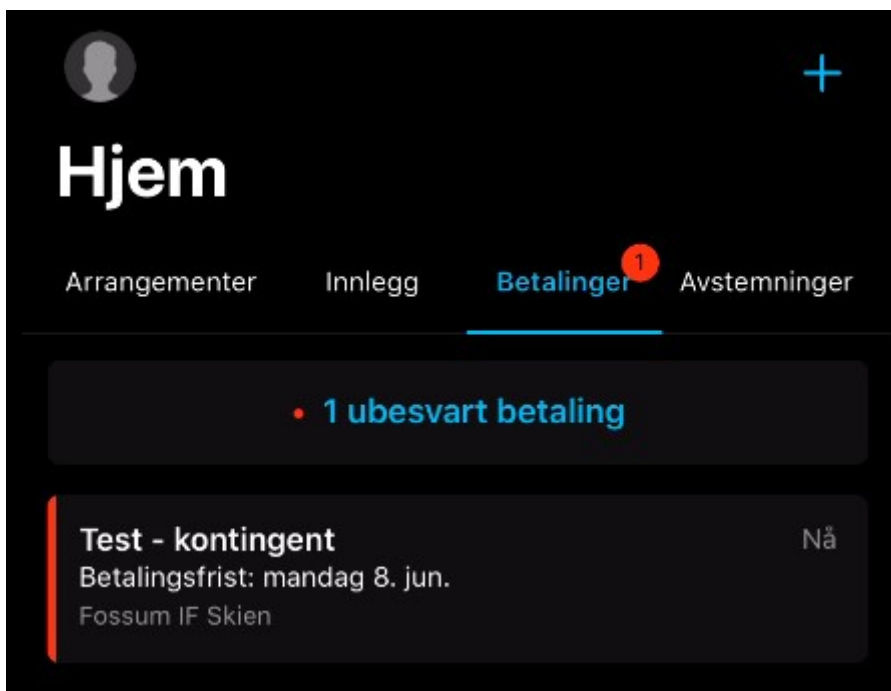 Hjem
Arrangementer Innlegg Betalinger 1 Avstemninger
1 ubesvart betaling
Test - kontingent Nå
Betalingsfrist: mandag 8. jun.
Fossum IF Skien